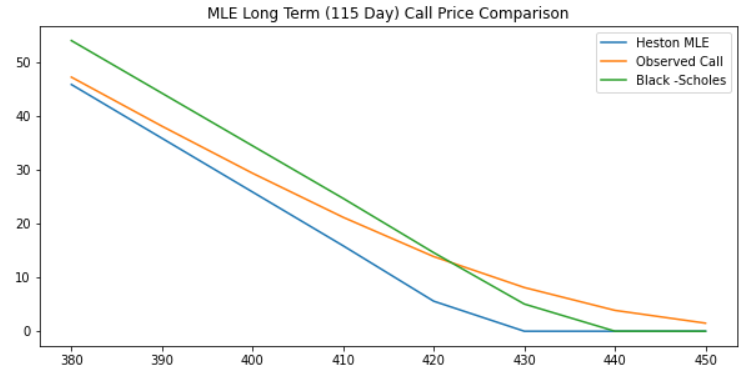 MLE Long Term (115 Day) Call Price Comparison
Heston MLE
Observed Call
Black -Scholes
50
40
30
20
10
0
380 390 400 410 420 430 440 450